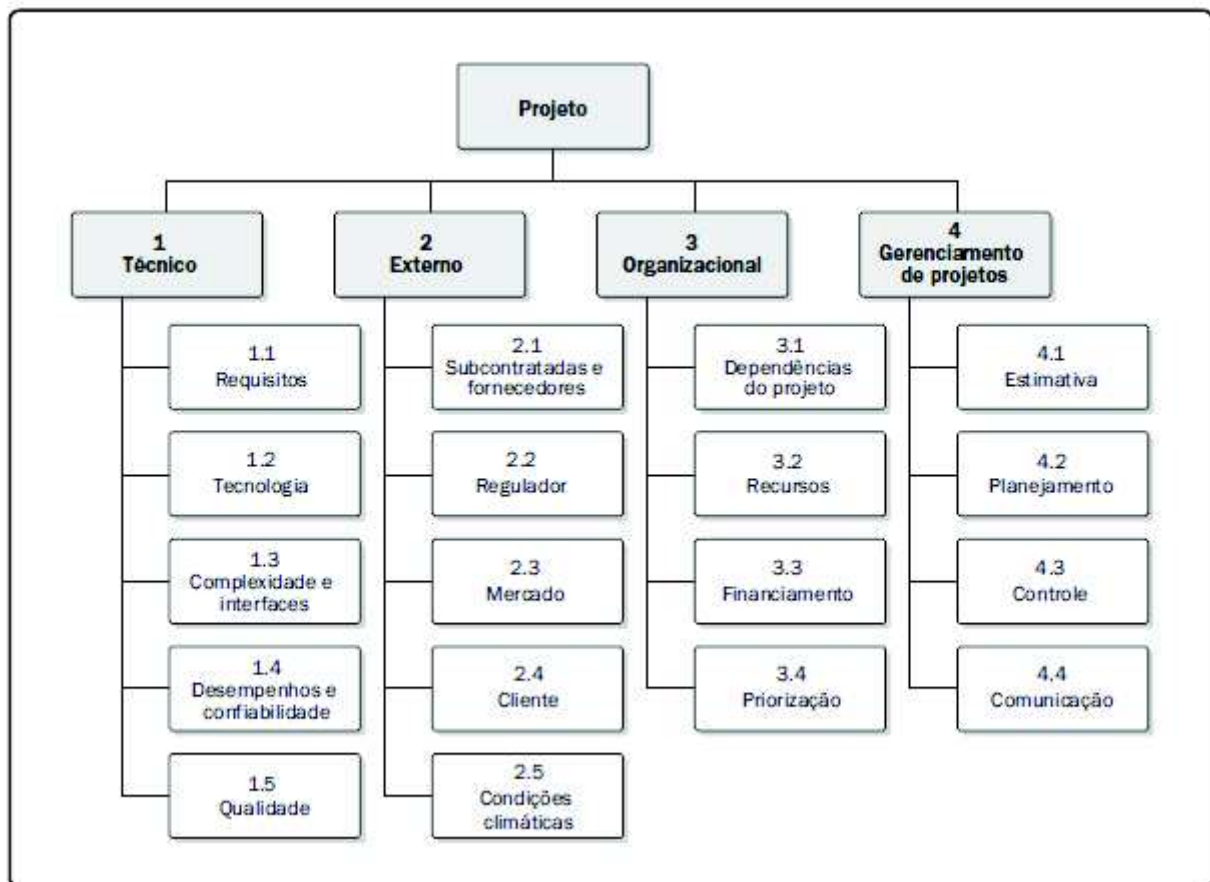 Projeto
1
Técnico
2
Externo
3
Organizacional
4
Gerenciamento
de projetos
1.1
Requisitos
2.1
Subcontratadas e
fornecedores
3.1
Dependências
do projeto
4.1
Estimativa
1.2
Tecnologia
2.2
Regulador
3.2
Recursos
4.2
Planejamento
1.3
Complexidade e
interfaces
2.3
Mercado
3.3
Financiamento
4.3
Controle
1.4
Desempenhos e
confiabilidade
2.4
Cliente
3.4
Priorização
4.4
Comunicação
1.5
Qualidade
2.5
Condições
climáticas